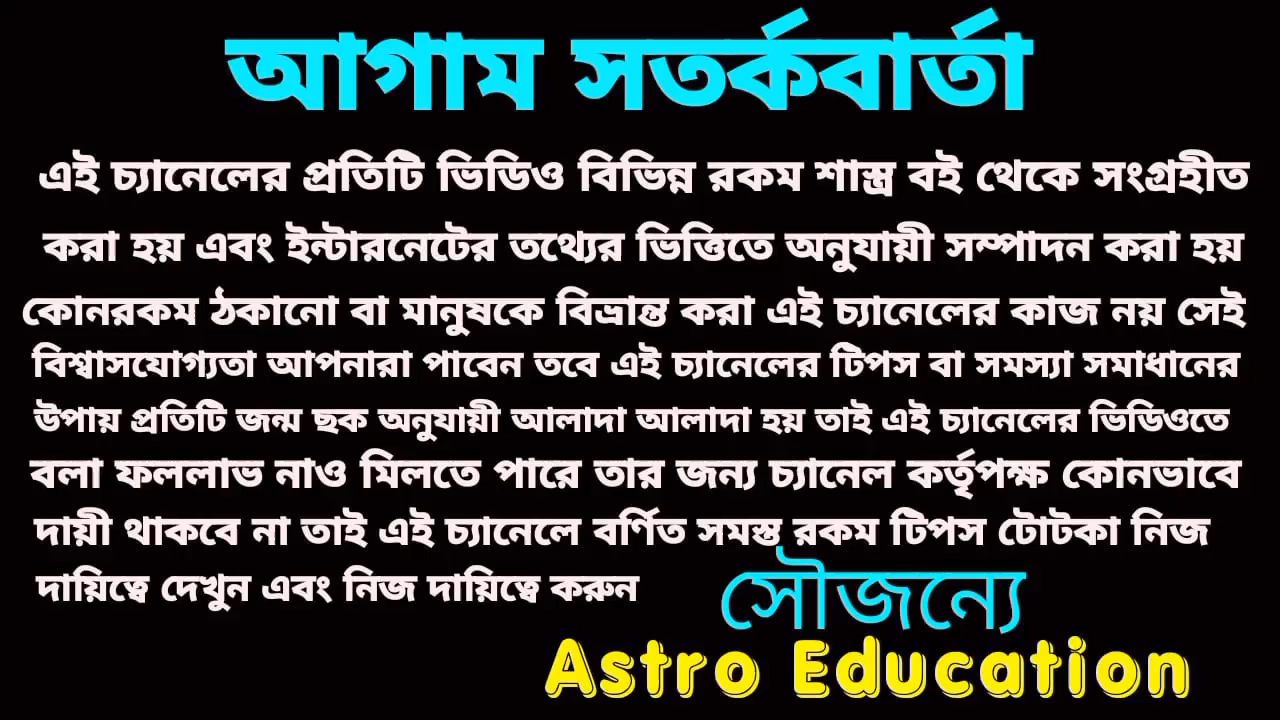 আগাম সতর্কবার্তা
এই চ্যানেলের প্রতিটি ভিডিও বিভিন্ন রকম শাস্ত্র বই থেকে সংগ্রহীত
করা হয় এবং ইন্টারনেটের তথ্যের ভিত্তিতে অনুযায়ী সম্পাদন করা হয়
কোনরকম ঠকানো বা মানুষকে বিভ্রান্ত করা এই চ্যানেলের কাজ নয় সেই
বিশ্বাসযোগ্যতা আপনারা পাবেন তবে এই চ্যানেলের টিপস বা সমস্যা সমাধানের
উপায় প্রতিটি জন্ম ছক অনুযায়ী আলাদা আলাদা হয় তাই এই চ্যানেলের ভিডিওতে
বলা ফললাভ নাও মিলতে পারে তার জন্য চ্যানেল কর্তৃপক্ষ কোনভাবে
দায়ী থাকবে না তাই এই চ্যানেলে বর্ণিত সমস্ত রকম টিপস টোটকা নিজ
দায়িত্বে দেখুন এবং নিজ দায়িত্বে করুন
সৌজন্যে
Astro Education